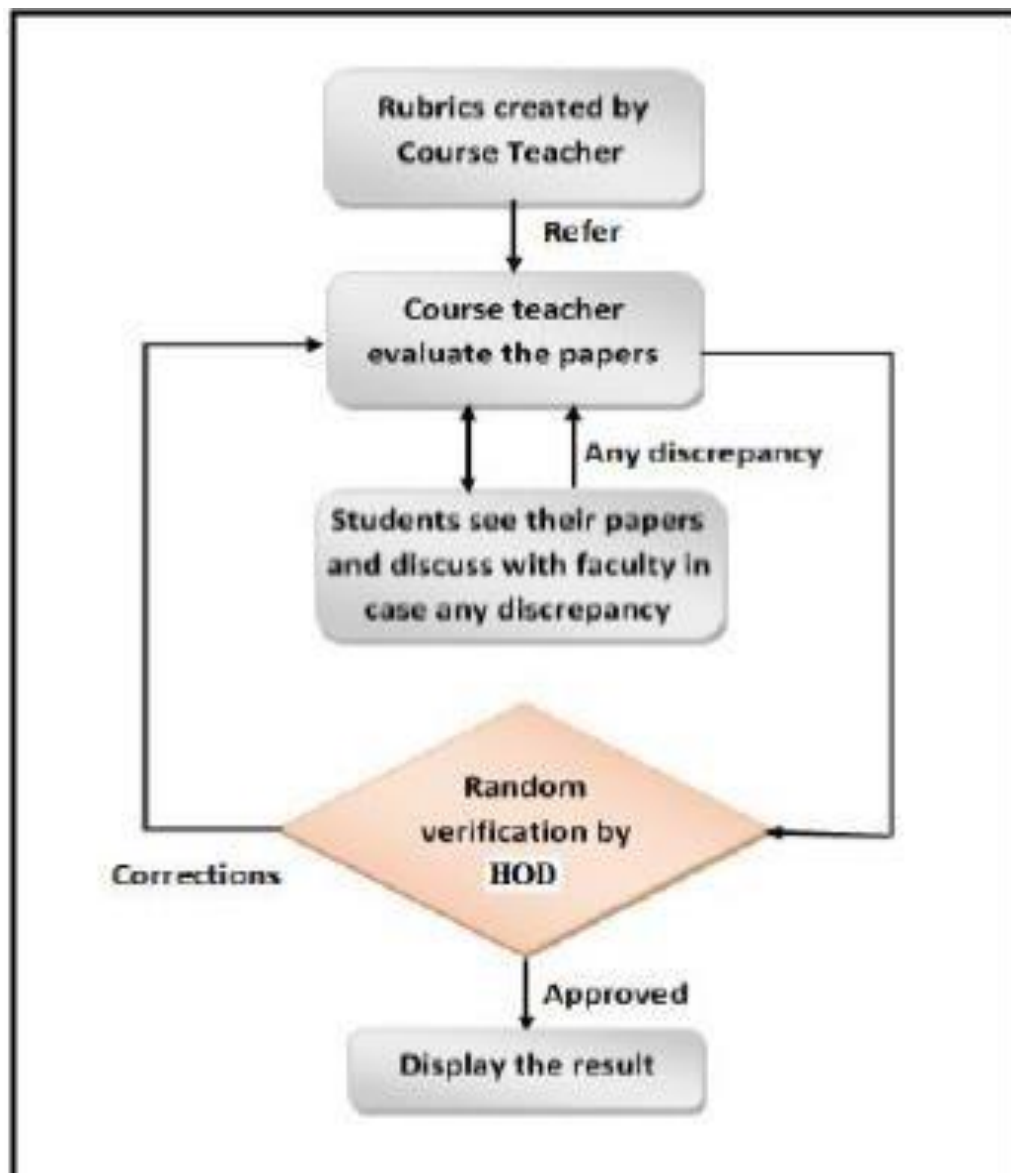 Rubrics created by
Course Teacher
Refer
Course teacher
evaluate the papers
Any discrepancy
Students see their papers
and discuss with faculty in
case any discrepancy
Random
verification by
HOD
Corrections
Approved
Display the result